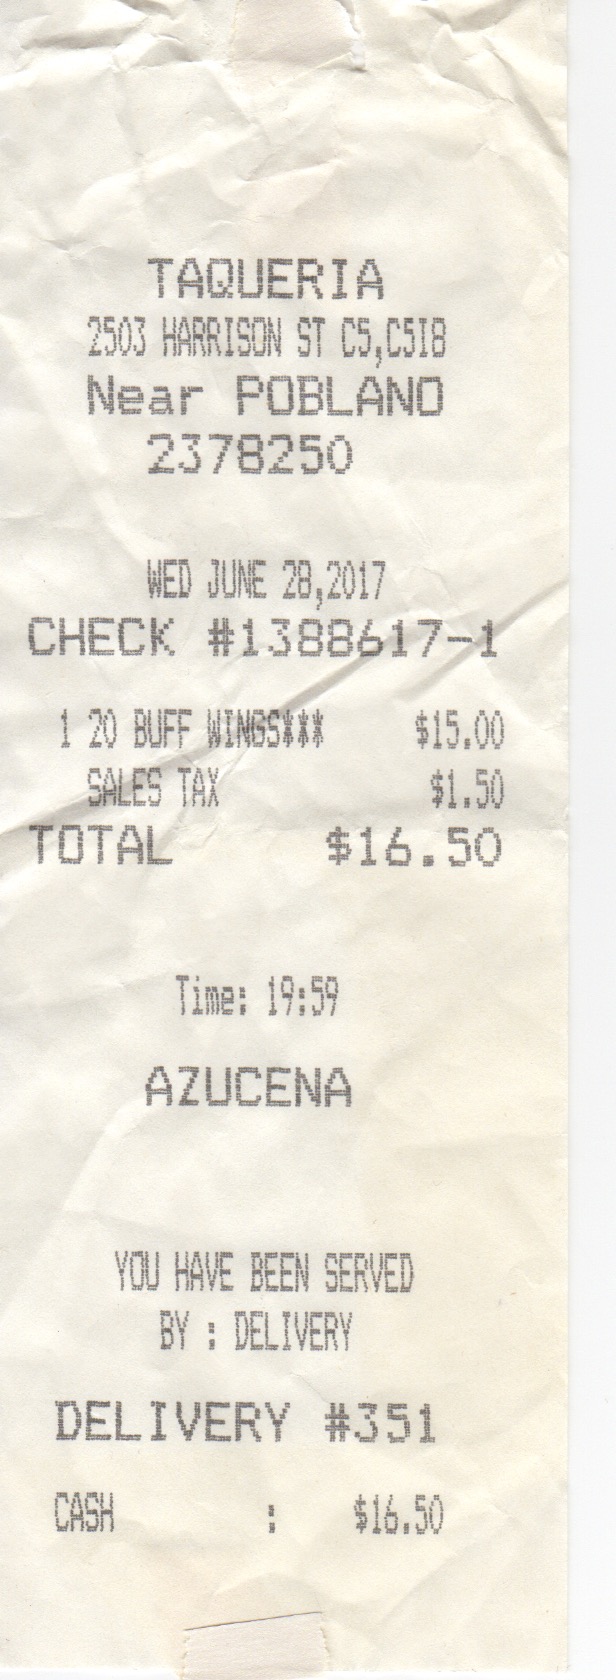 TAQUERIA
2503 HARRISON ST C5,C5I8
Near POBLANO
2378250
WED JUNE 28,2017
CHECK #1388617-1
1 20 BUFF WINGS*** $15.00
SALES TAX $1.50
TOTAL $16.50
Time: 19:59
AZUCENA
YOU HAVE BEEN SERVED
BY : DELIVERY
DELIVERY #351
CASH : $16.50